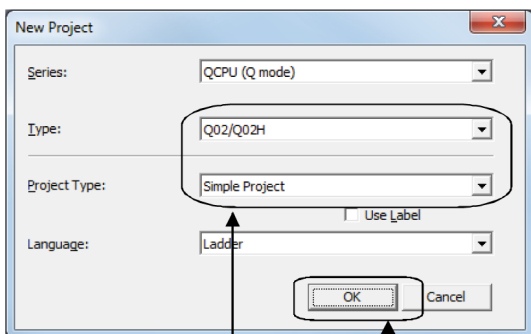 New Project
Series: QCPU (Q mode)
Type: Q02/Q02H
Project Type: Simple Project
Use Label
Language: Ladder
OK Cancel